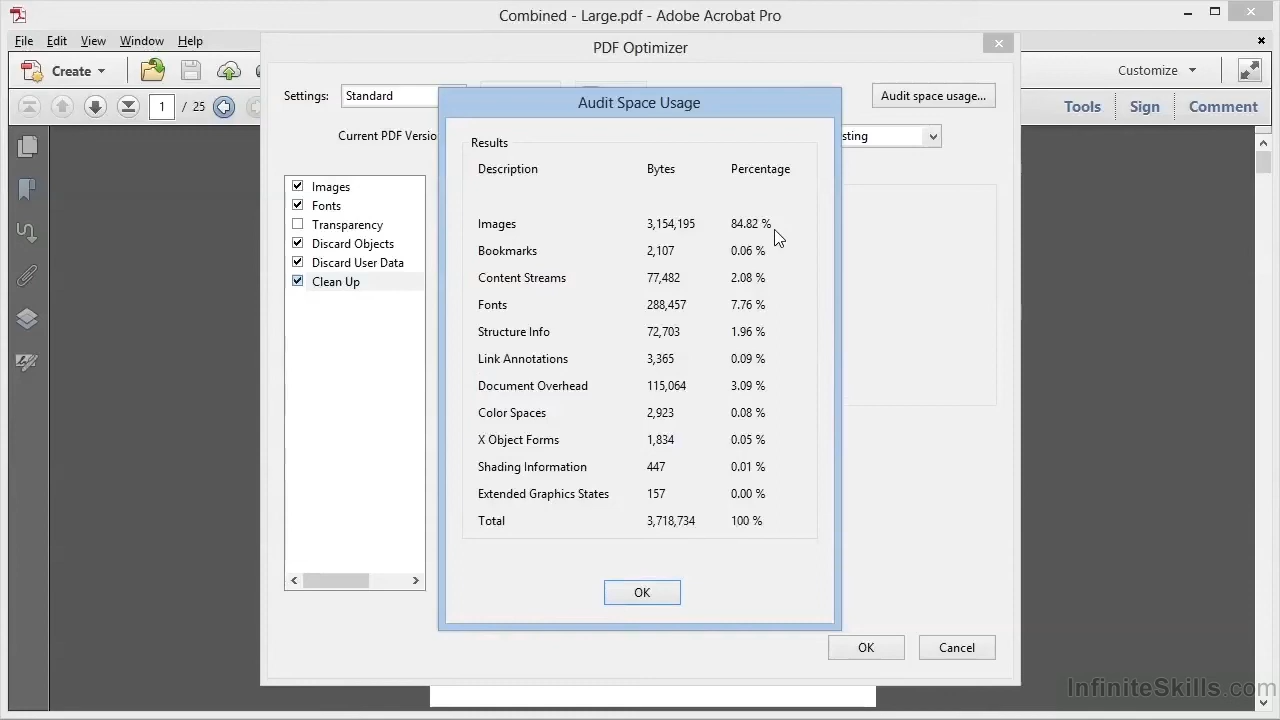 Combined - Large.pdf - Adobe Acrobat Pro
File Edit View Window Help
PDF Optimizer
Create
Customize
Settings: Standard
Audit space usage...
1 / 25
Tools Sign Comment
Audit Space Usage
Current PDF Versio
sting
Results
Description Bytes Percentage
Images
Fonts
Transparency
Discard Objects
Discard User Data
Clean Up
Images 3,154,195 84.82 %
Bookmarks 2,107 0.06 %
Content Streams 77,482 2.08 %
Fonts 288,457 7.76 %
Structure Info 72,703 1.96 %
Link Annotations 3,365 0.09 %
Document Overhead 115,064 3.09 %
Color Spaces 2,923 0.08 %
X Object Forms 1,834 0.05 %
Shading Information 447 0.01 %
Extended Graphics States 157 0.00 %
Total 3,718,734 100 %
OK
OK Cancel
InfiniteSkills.com